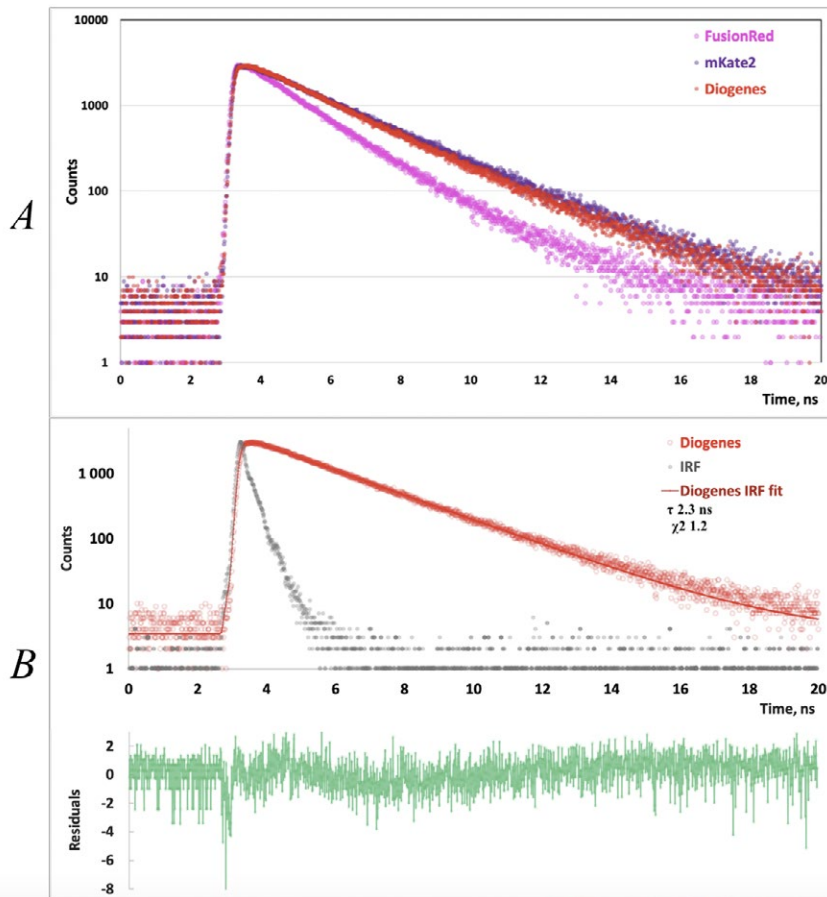 A
10000
1000
100
10
1
Counts
0 2 4 6 8 10 12 14 16 18 20
Time, ns
FusionRed
mKate2
Diogenes
B
1 000
100
10
1
Counts
0 2 4 6 8 10 12 14 16 18 20
Time, ns
Diogenes
IRF
Diogenes IRF fit
τ 2.3 ns
χ2 1.2
2
0
-2
-4
-6
-8
Residuals